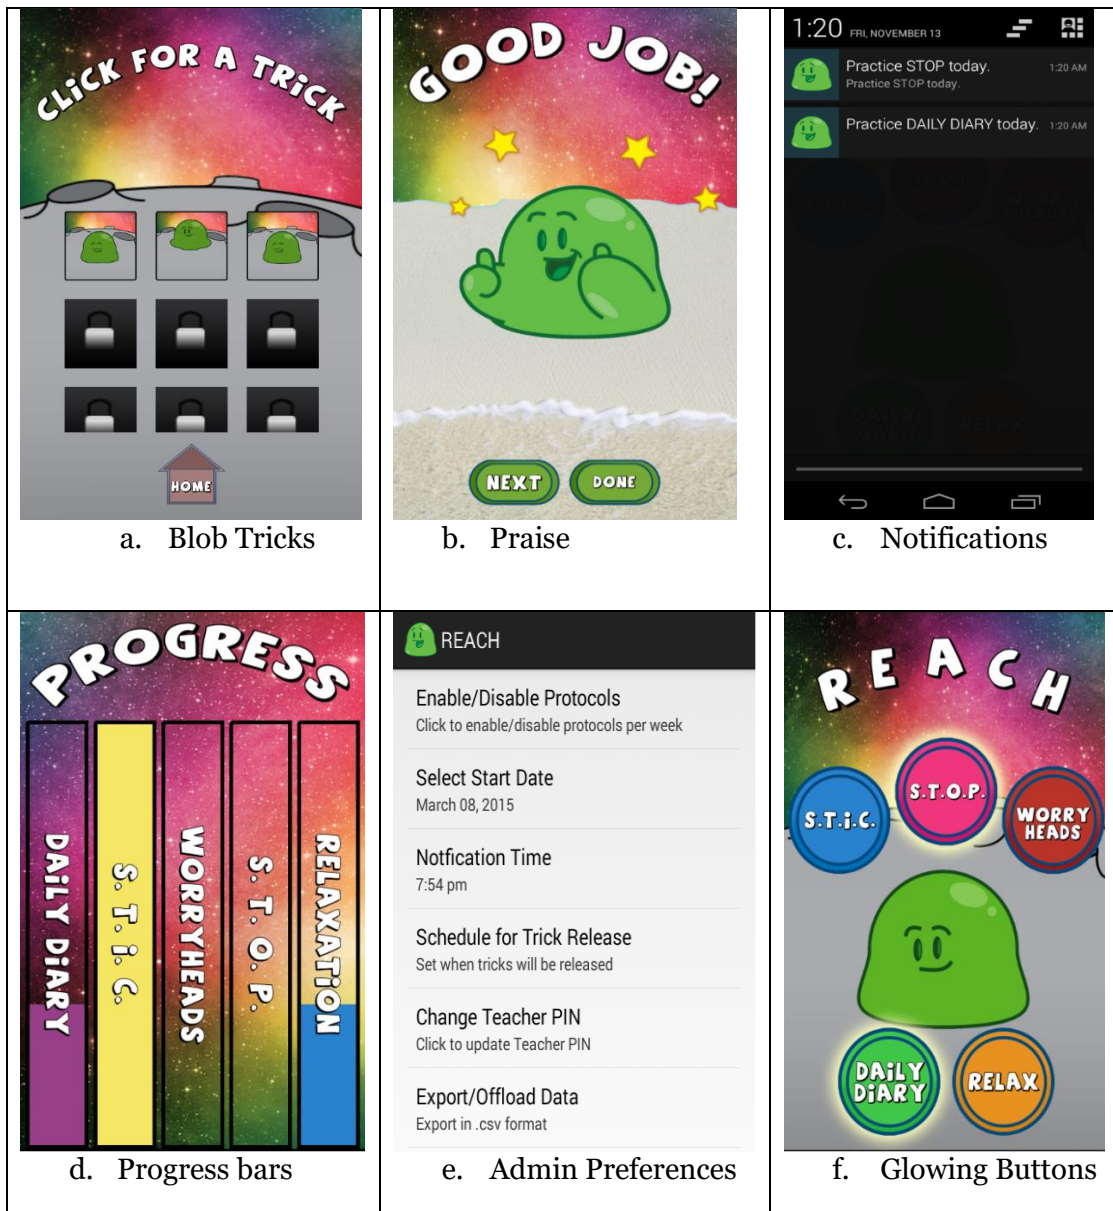 CLiCK FOR A TRiCK
HOME
a. Blob Tricks
GOOD JOB!
NEXT
DONE
b. Praise
1:20 FRI, NOVEMBER 13
Practice STOP today.
1:20 AM
Practice STOP today.
Practice DAILY DIARY today.
1:20 AM
c. Notifications
PROGRESS
DAiLY DiARY
S.T.i.C.
WORRYHEADS
S.T.O.P.
RELAXATiON
d. Progress bars
REACH
Enable/Disable Protocols
Click to enable/disable protocols per week
Select Start Date
March 08, 2015
Notfication Time
7:54 pm
Schedule for Trick Release
Set when tricks will be released
Change Teacher PIN
Click to update Teacher PIN
Export/Offload Data
Export in .csv format
e. Admin Preferences
REACH
S.T.i.C.
S.T.O.P.
WORRY
HEADS
DAiLY
DiARY
RELAX
f. Glowing Buttons